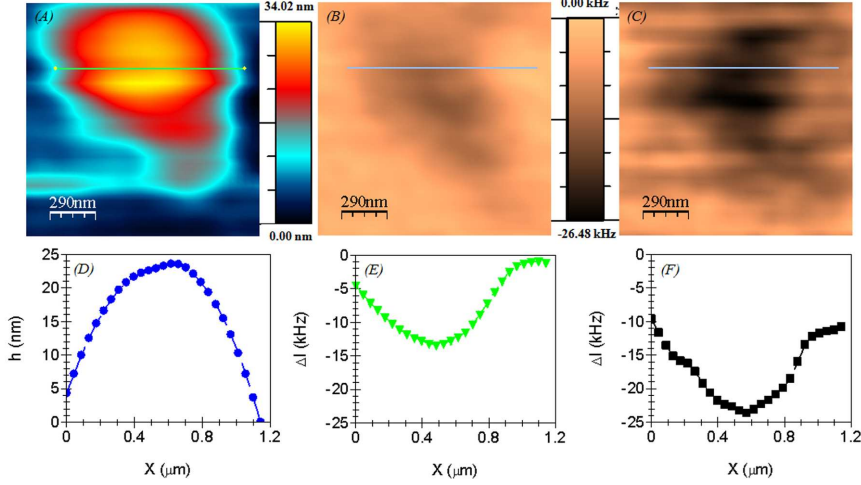 (A)
34.02 nm
0.00 nm
290nm
(B)
0.00 kHz
-26.48 kHz
290nm
(C)
290nm
(D)
25
20
15
10
5
0
h (nm)
0 0.4 0.8 1.2
X (μm)
(E)
0
-5
-10
-15
-20
-25
ΔI (kHz)
0 0.4 0.8 1.2
X (μm)
(F)
0
-5
-10
-15
-20
-25
ΔI (kHz)
0 0.4 0.8 1.2
X (μm)